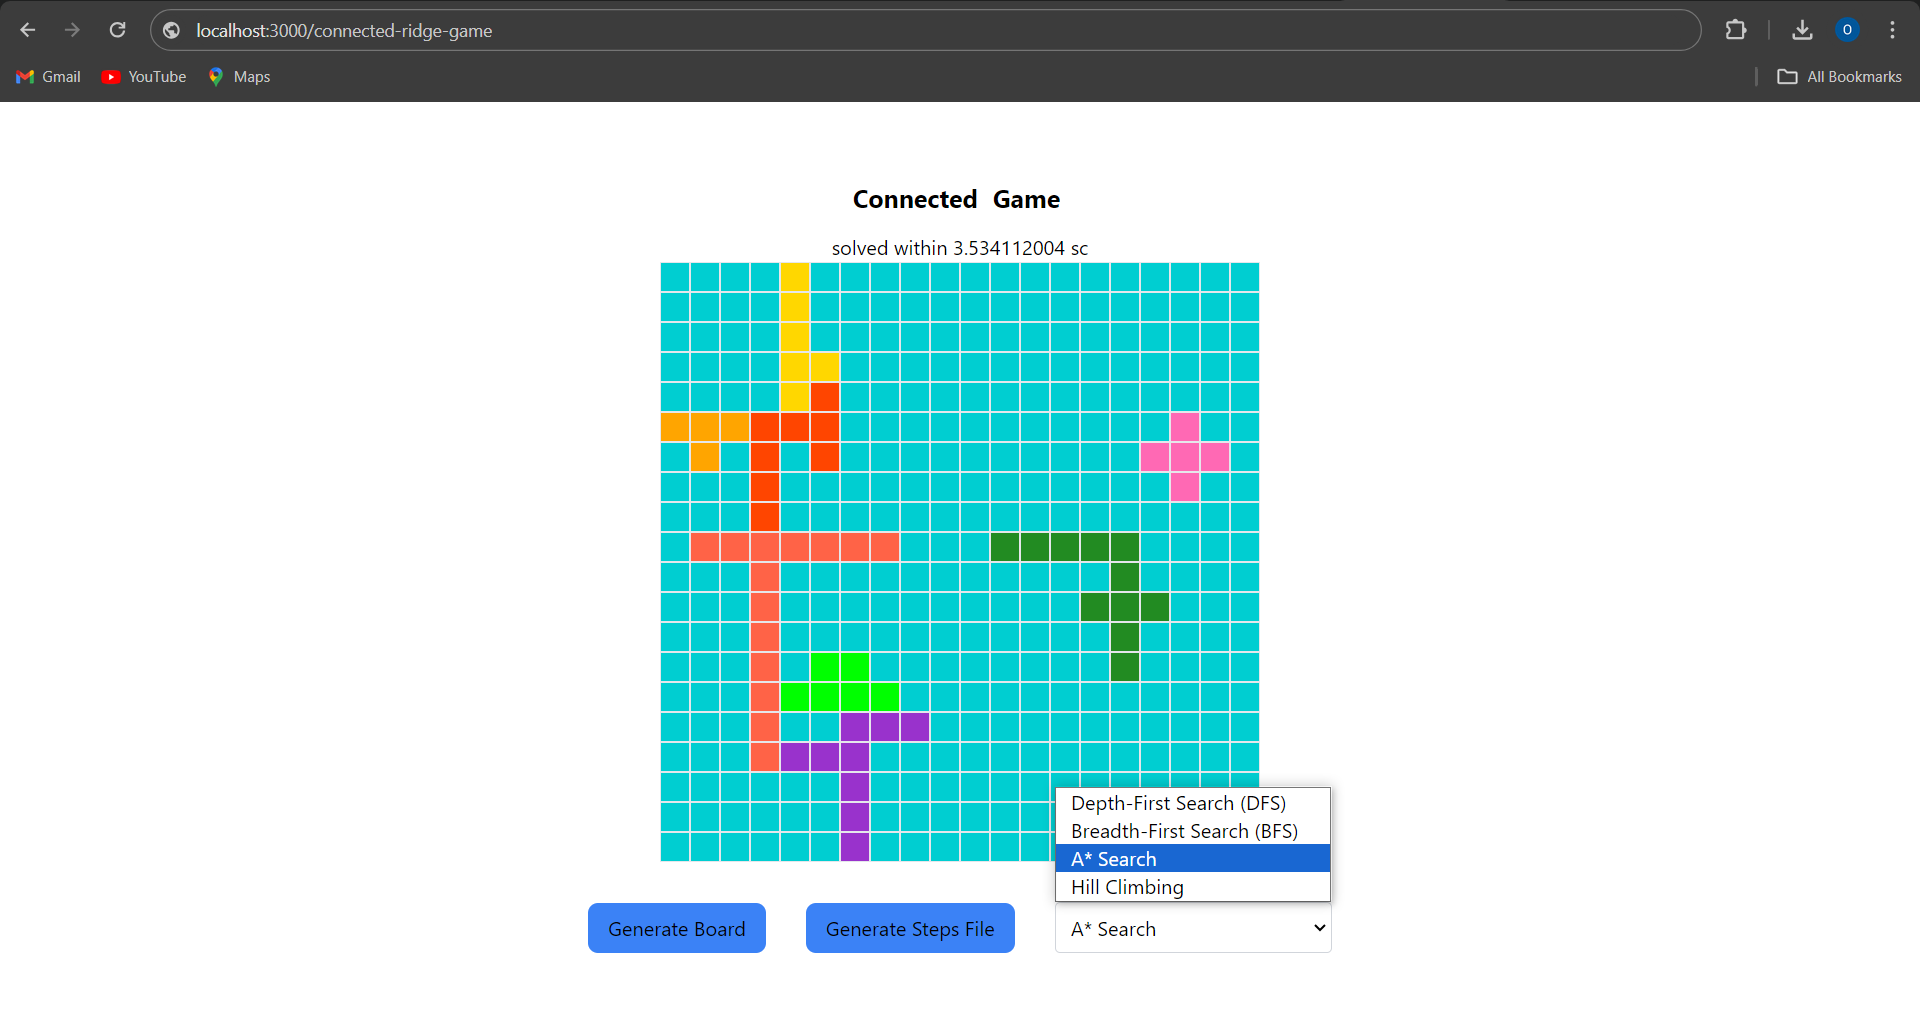 localhost:3000/connected-ridge-game
O
Gmail YouTube Maps All Bookmarks
Connected Game
solved within 3.534112004 sc
Depth-First Search (DFS)
Breadth-First Search (BFS)
A* Search
Hill Climbing
Generate Board Generate Steps File A* Search